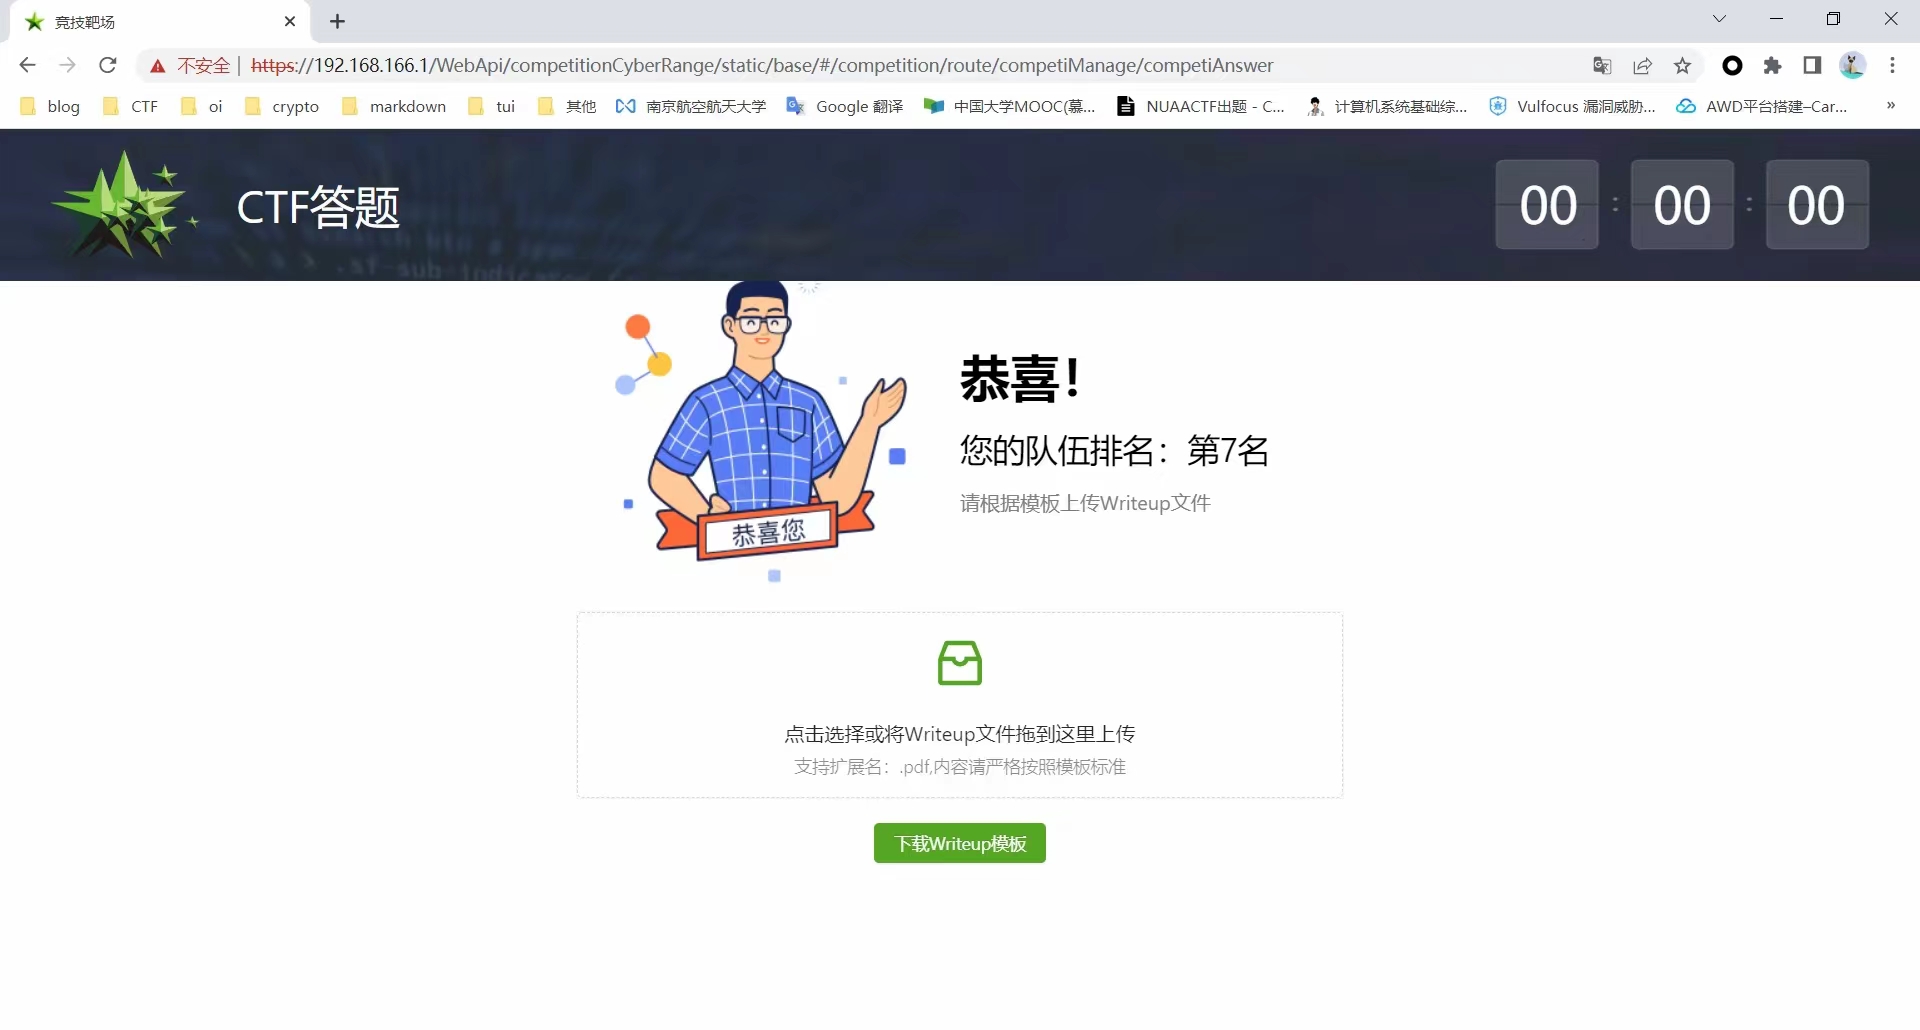 竞技靶场
不安全 | https://192.168.166.1/WebApi/competitionCyberRange/static/base/#/competition/route/competiManage/competiAnswer
blog CTF oi crypto markdown tui 其他 南京航空航天大学 Google 翻译 中国大学MOOC(慕... NUAACTF出题 - C... 计算机系统基础综... Vulfocus 漏洞威胁... AWD平台搭建–Car... »
CTF答题 00 : 00 : 00
恭喜！
您的队伍排名：第7名
请根据模板上传Writeup文件
恭喜您
点击选择或将Writeup文件拖到这里上传
支持扩展名：.pdf,内容请严格按照模板标准
下载Writeup模板